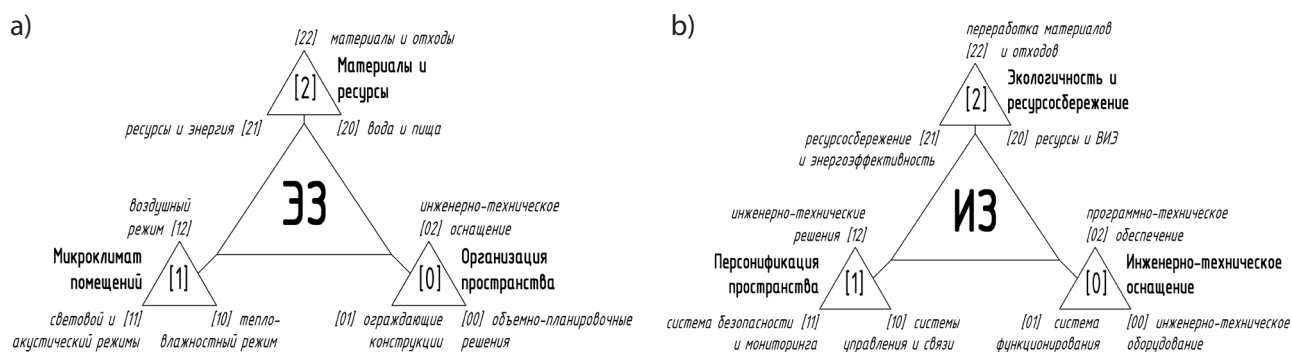 а)
[22] материалы и отходы
Материалы и
ресурсы
[2]
ресурсы и энергия [21]
[20] вода и пища
ЭЗ
воздушный
режим [12]
Микроклимат
помещений
[1]
световой и [11]
акустический режимы
[10] тепло-
влажностный режим
инженерно-техническое
[02] оснащение
Организация
пространства
[0]
[01] ограждающие
конструкции
[00] объемно-планировочные
решения
b)
переработка материалов
[22] и отходов
Экологичность и
ресурсосбережение
[2]
ресурсосбережение [21]
и энергоэффективность
[20] ресурсы и ВИЭ
ИЗ
инженерно-технические
решения [12]
Персонификация
пространства
[1]
система безопасности [11]
и мониторинга
[10] системы
управления и связи
программно-техническое
[02] обеспечение
Инженерно-техническое
оснащение
[0]
[01] система
функционирования
[00] инженерно-техническое
оборудование